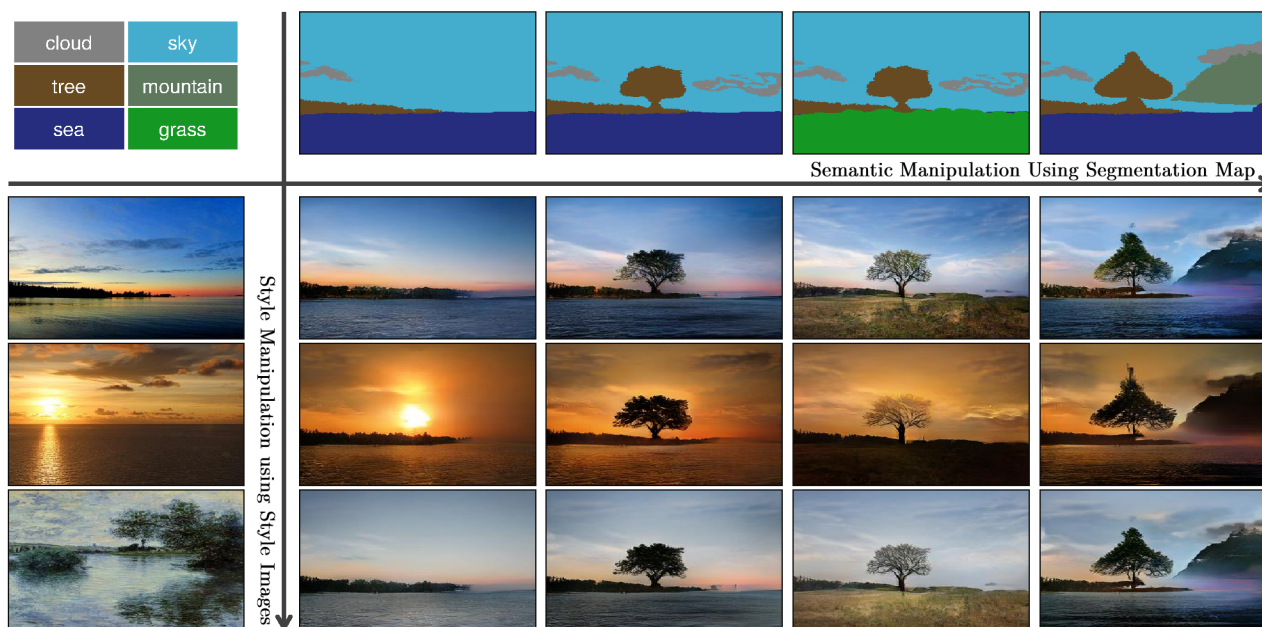 cloud
sky
tree
mountain
sea
grass
Semantic Manipulation Using Segmentation Map
Style Manipulation using Style Images